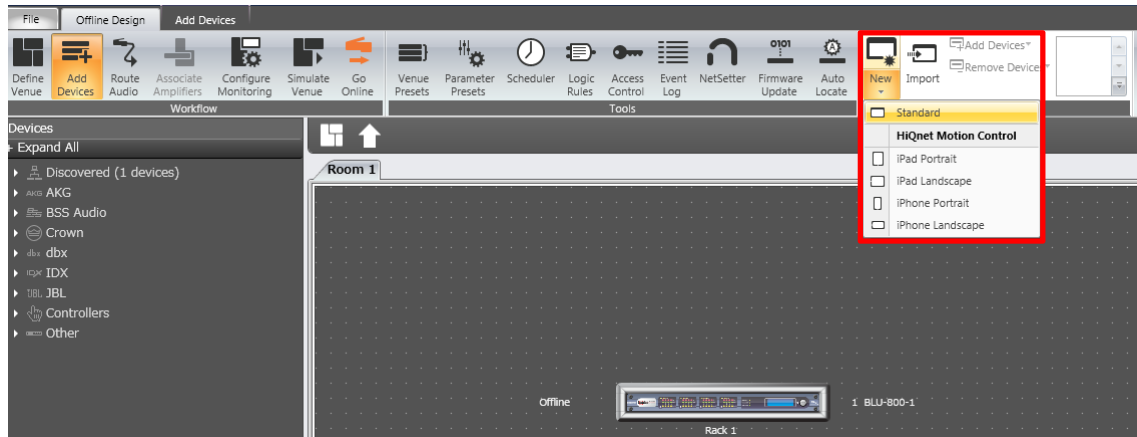 File Offline Design Add Devices
Define Venue
Add Devices
Route Audio
Associate Amplifiers
Configure Monitoring
Simulate Venue
Go Online
Workflow
Venue Presets
Parameter Presets
Scheduler
Logic Rules
Access Control
Event Log
NetSetter
0101
Firmware Update
Auto Locate
Tools
New
Import
Add Devices
Remove Device
Standard
HiQnet Motion Control
iPad Portrait
iPad Landscape
iPhone Portrait
iPhone Landscape
Devices
+ Expand All
Discovered (1 devices)
AKG AKG
BSS Audio
Crown
dbx dbx
IDX IDX
JBL JBL
Controllers
Other
Room 1
Offline
1 BLU-800-1
Rack 1